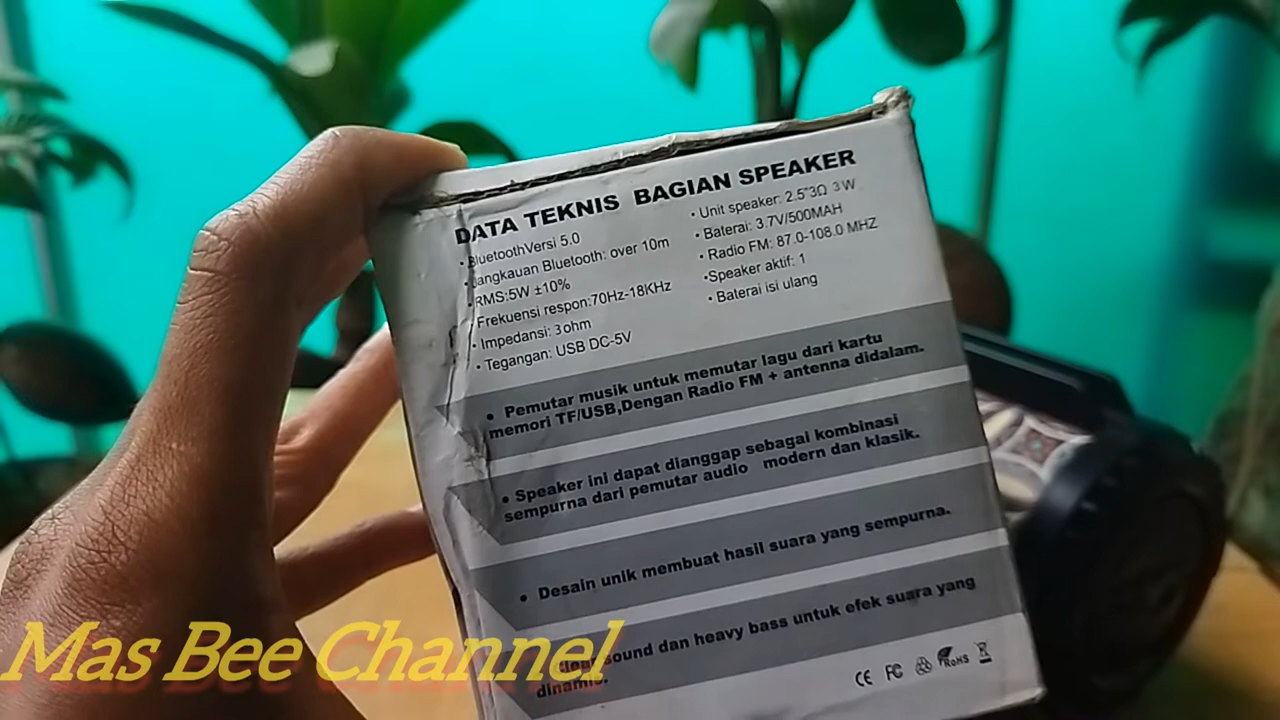 DATA TEKNIS BAGIAN SPEAKER
• BluetoothVersi 5.0
• Jangkauan Bluetooth: over 10m
• RMS:5W ±10%
Frekuensi respon:70Hz-18KHz
• Impedansi: 3 ohm
• Tegangan: USB DC-5V
• Unit speaker: 2.5"3Ω 3W
• Baterai: 3.7V/500MAH
• Radio FM: 87.0-108.0 MHZ
•Speaker aktif: 1
• Baterai isi ulang
• Pemutar musik untuk memutar lagu dari kartu
memori TF/USB,Dengan Radio FM + antenna didalam.
• Speaker ini dapat dianggap sebagai kombinasi
sempurna dari pemutar audio modern dan klasik.
• Desain unik membuat hasil suara yang sempurna.
sound dan heavy bass untuk efek suara yang
dinamis.
CE FC RoHS
Mas Bee Channel